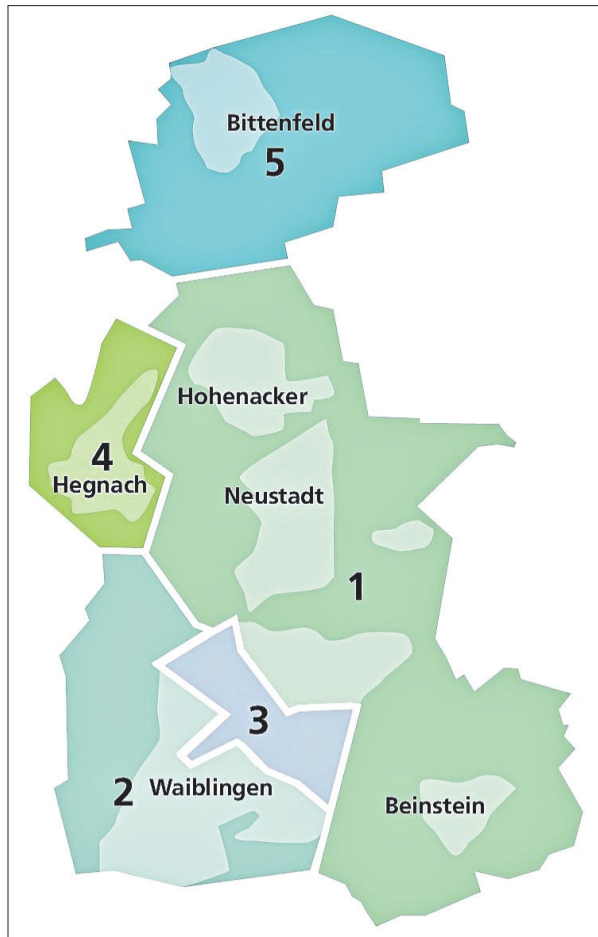 Bittenfeld
5
Hohenacker
4
Hegnach
Neustadt
1
3
2
Waiblingen
Beinstein